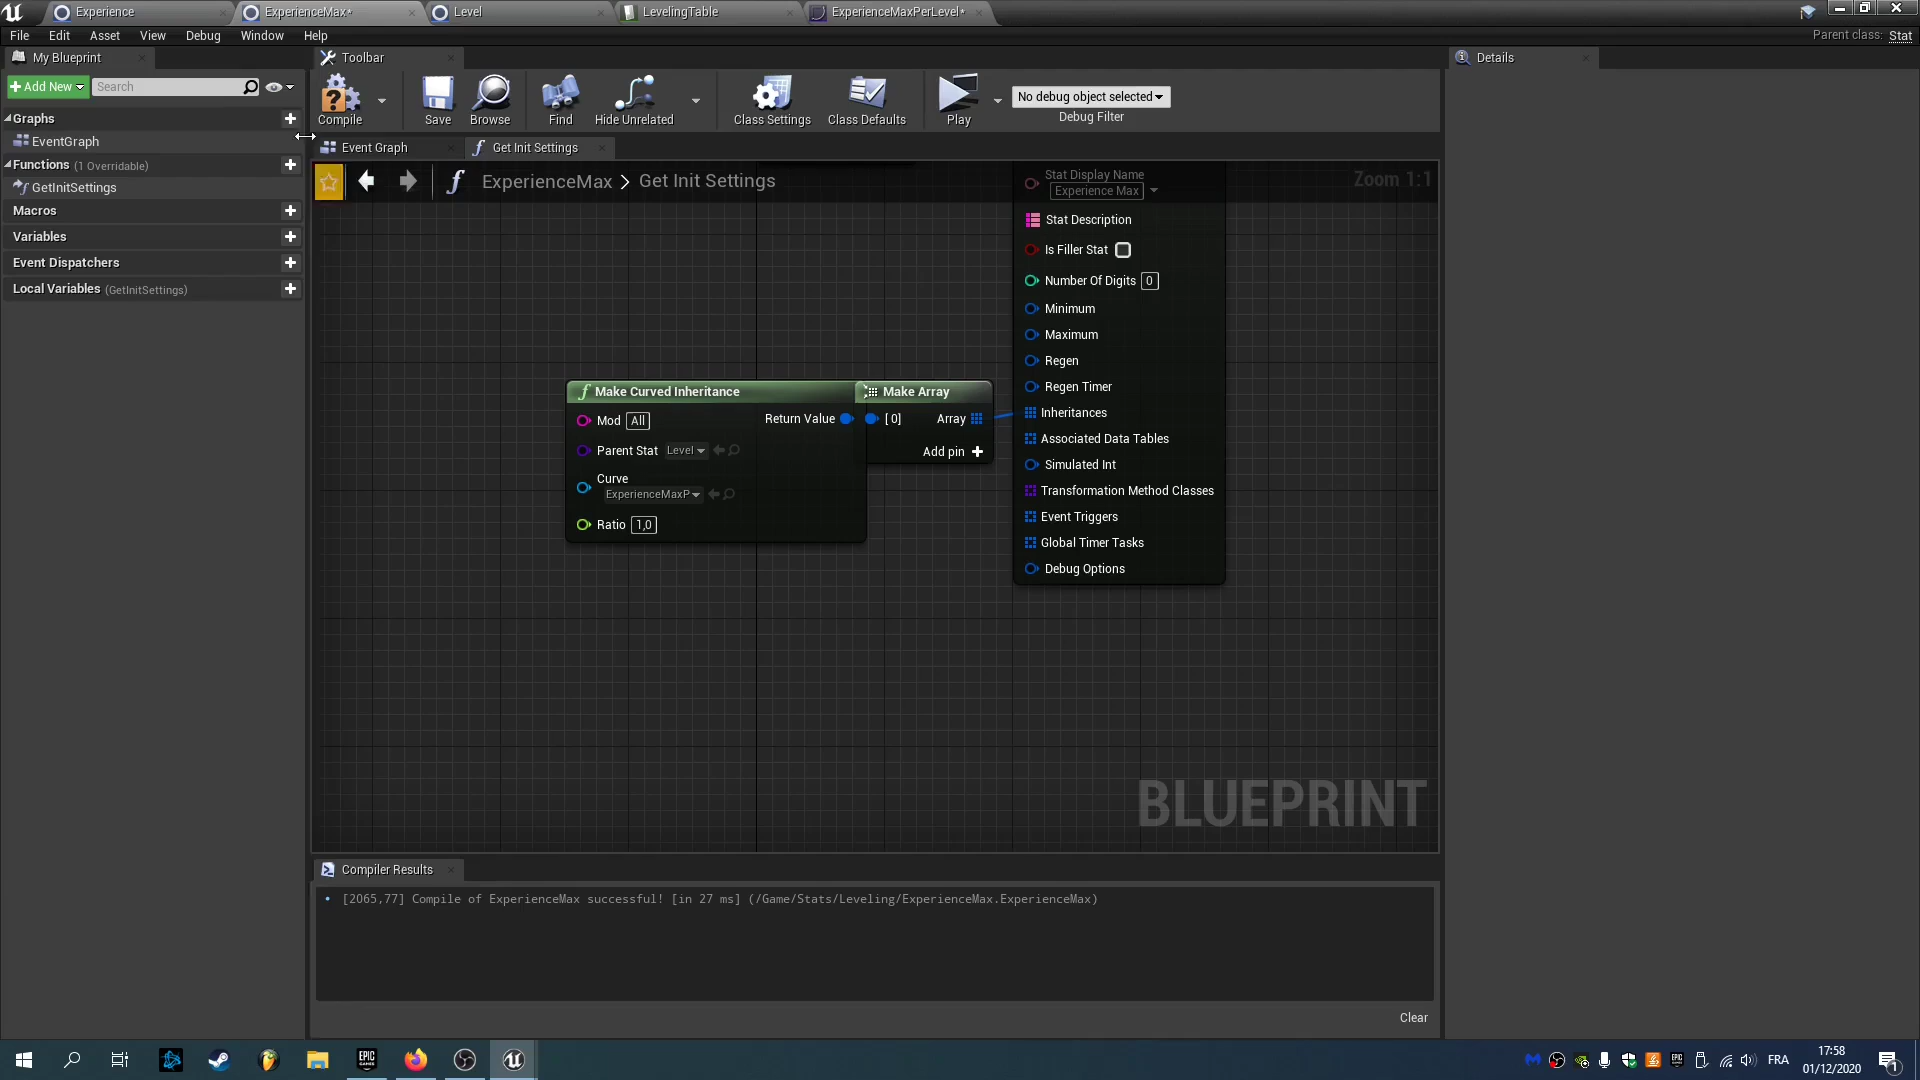 Experience
ExperienceMax*
Level
LevelingTable
ExperienceMaxPerLevel*
File Edit Asset View Debug Window Help
Parent class: Stat
My Blueprint
Toolbar
Details
Add New
Search
Compile
Save
Browse
Find
Hide Unrelated
Class Settings
Class Defaults
Play
No debug object selected
Debug Filter
Graphs
EventGraph
Functions (1 Overridable)
GetInitSettings
Macros
Variables
Event Dispatchers
Local Variables (GetInitSettings)
Event Graph
Get Init Settings
ExperienceMax > Get Init Settings
Zoom 1:1
Stat Display Name
Experience Max
Stat Description
Is Filler Stat
Number Of Digits 0
Minimum
Maximum
Regen
Regen Timer
Inheritances
Associated Data Tables
Simulated Int
Transformation Method Classes
Event Triggers
Global Timer Tasks
Debug Options
Make Curved Inheritance
Mod All
Return Value
Parent Stat Level
Curve
ExperienceMaxP
Ratio 1,0
Make Array
[0] Array
Add pin
BLUEPRINT
Compiler Results
[2065,77] Compile of ExperienceMax successful! [in 27 ms] (/Game/Stats/Leveling/ExperienceMax.ExperienceMax)
Clear
EPIC GAMES
FRA
17:58
01/12/2020
1